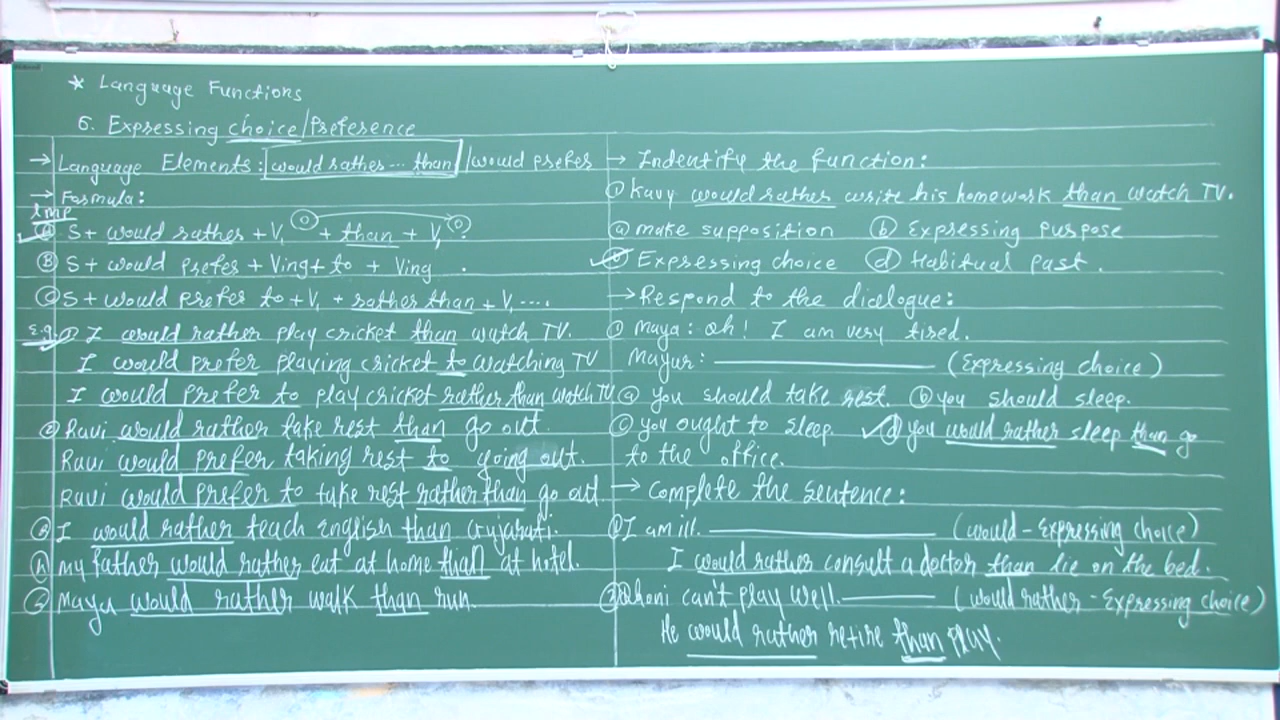 * Language Functions
6. Expressing choice/Preference
→ Language Elements: would rather ... than / would prefer
→ Formula:
Imp
(A) S + would rather + V1 (O) + than + V1 (O).
(B) S + would prefer + Ving + to + Ving .
(C) S + would prefer to + V1 + rather than + V1 ....
E.g. (1) I would rather play cricket than watch TV.
I would prefer playing cricket to watching TV
I would prefer to play cricket rather than watch TV
(2) Ravi would rather take rest than go out.
Ravi would prefer taking rest to going out.
Ravi would prefer to take rest rather than go out.
(3) I would rather teach English than Gujarati.
(4) My father would rather eat at home than at hotel.
(5) Mayu would rather walk than run.
→ Indentify the function:
(1) Kavy would rather write his homework than watch TV.
(a) make supposition (b) Expressing purpose
(c) Expressing choice (d) Habitual past.
→ Respond to the dialogue:
(1) Maya: oh! I am very tired.
Mayur: ________ (Expressing choice)
(a) you should take rest. (b) you should sleep.
(c) you ought to sleep (d) you would rather sleep than go
to the office.
→ Complete the sentence:
(1) I am ill. ________ (would - Expressing choice)
I would rather consult a doctor than lie on the bed.
(2) Dhoni can't play well. ________ (would rather - Expressing choice)
He would rather retire than play.